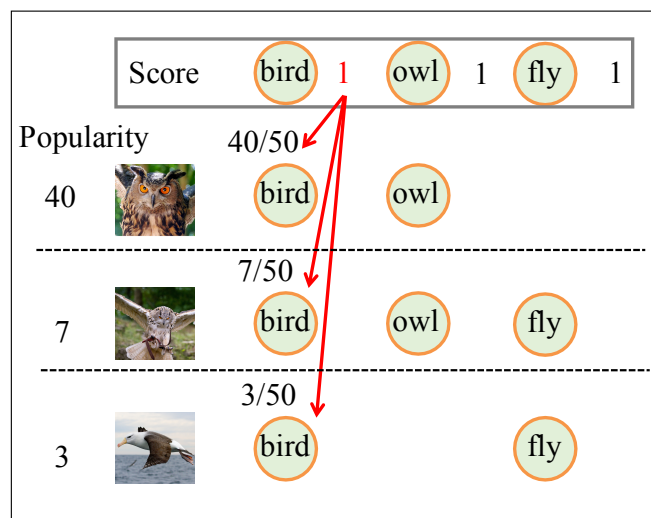 Score bird 1 owl 1 fly 1
Popularity
40/50
40 bird owl
7/50
7 bird owl fly
3/50
3 bird fly